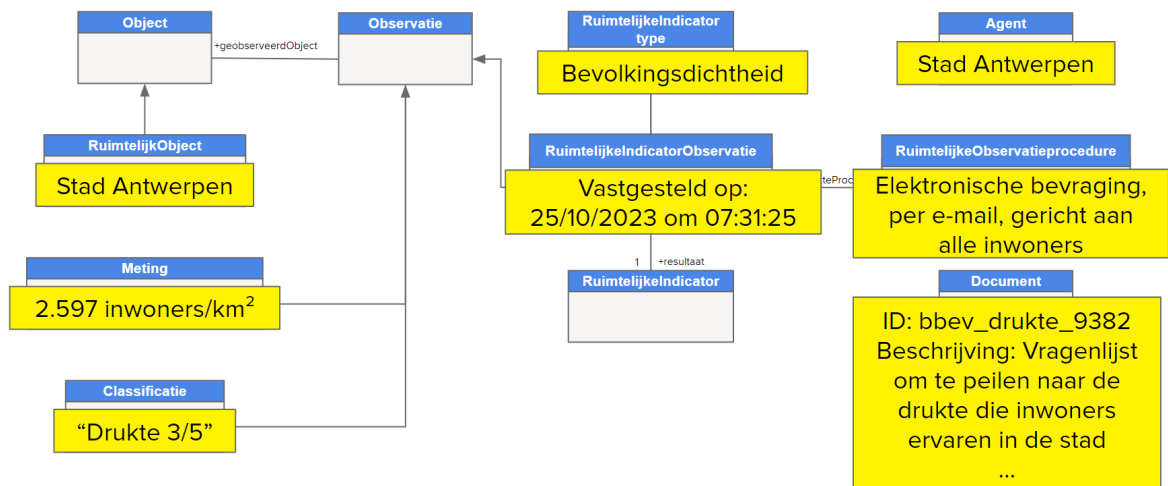 Object
+geobserveerdObject
Observatie
RuimtelijkeIndicator
type
Bevolkingsdichtheid
Agent
Stad Antwerpen
RuimtelijkObject
Stad Antwerpen
RuimtelijkeIndicatorObservatie
Vastgesteld op:
25/10/2023 om 07:31:25
RuimtelijkeObservatieprocedure
Elektronische bevraging,
per e-mail, gericht aan
alle inwoners
Meting
2.597 inwoners/km²
1
+resultaat
RuimtelijkeIndicator
Document
ID: bbev_drukte_9382
Beschrijving: Vragenlijst
om te peilen naar de
drukte die inwoners
ervaren in de stad
...
Classificatie
“Drukte 3/5”